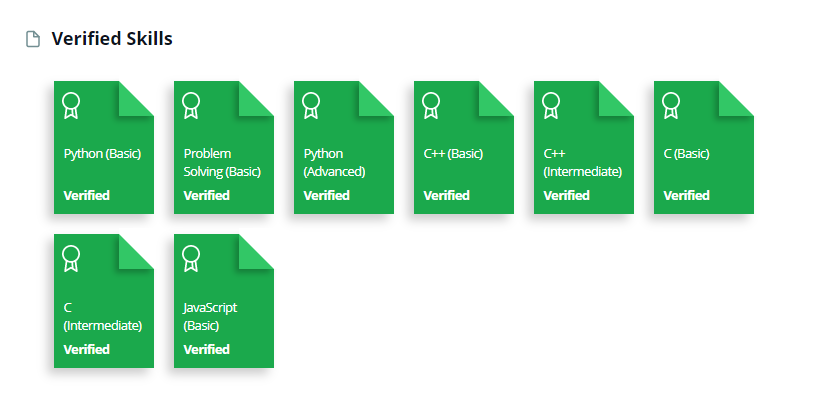 Verified Skills
Python (Basic)
Verified
Problem
Solving (Basic)
Verified
Python
(Advanced)
Verified
C++ (Basic)
Verified
C++
(Intermediate)
Verified
C (Basic)
Verified
C
(Intermediate)
Verified
JavaScript
(Basic)
Verified